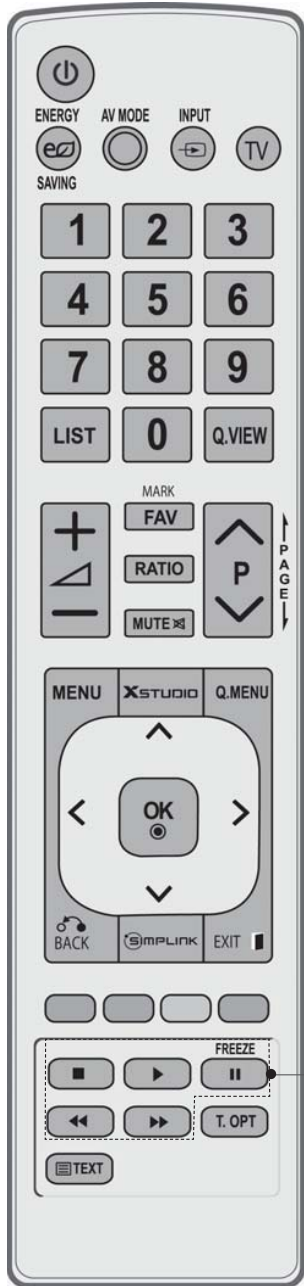 ENERGY AV MODE INPUT
TV
SAVING
1 2 3
4 5 6
7 8 9
LIST 0 Q.VIEW
MARK
FAV
RATIO P
MUTE
PAGE
MENU XSTUDIO Q.MENU
OK
BACK SIMPLINK EXIT
FREEZE
T. OPT
TEXT